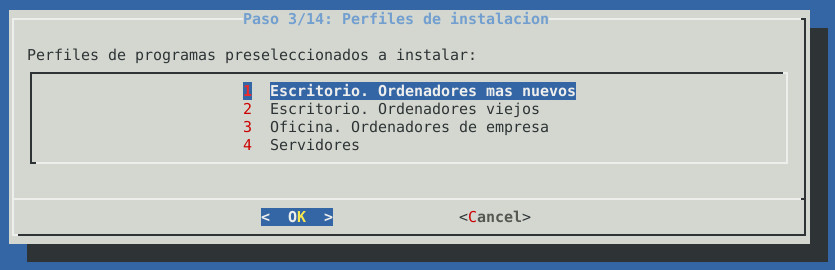 Paso 3/14: Perfiles de instalacion
Perfiles de programas preseleccionados a instalar:
1 Escritorio. Ordenadores mas nuevos
2 Escritorio. Ordenadores viejos
3 Oficina. Ordenadores de empresa
4 Servidores
< OK > <Cancel>